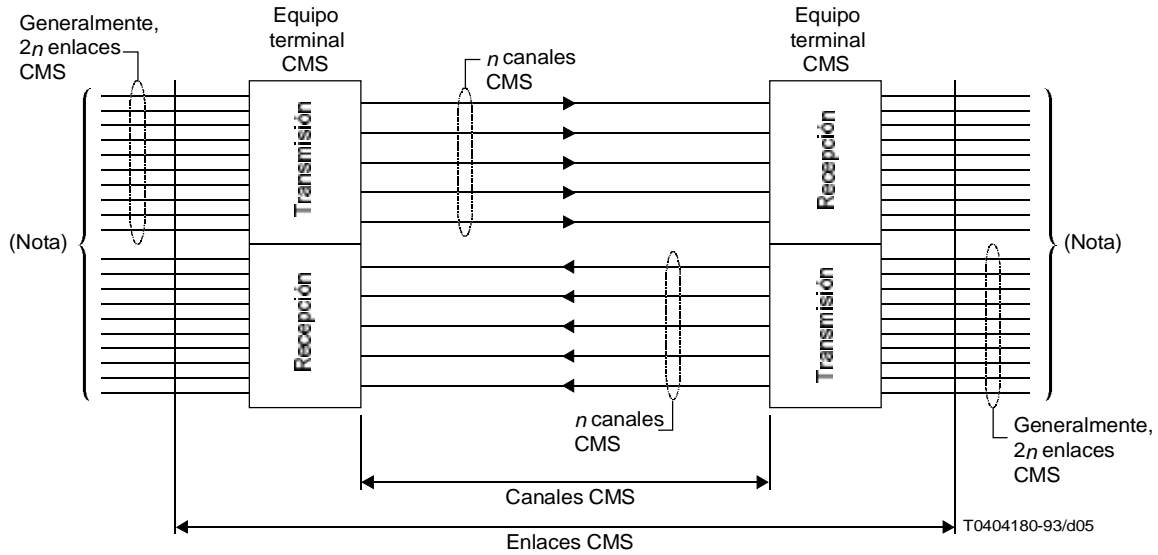 Generalmente,
2n enlaces
CMS
Equipo
terminal
CMS
n canales
CMS
Equipo
terminal
CMS
Transmisión
Recepción
(Nota)
(Nota)
Recepción
Transmisión
n canales
CMS
Generalmente,
2n enlaces
CMS
Canales CMS
T0404180-93/d05
Enlaces CMS